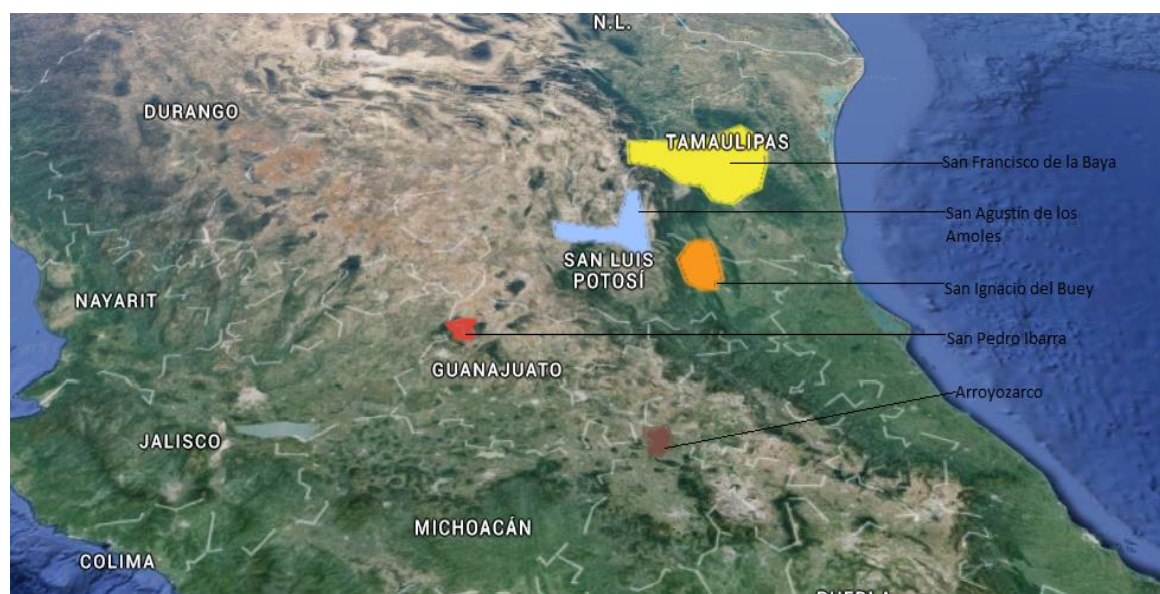 N.L.
DURANGO
TAMAULIPAS
San Francisco de la Baya
San Agustín de los
Amoles
SAN LUIS
POTOSÍ
San Ignacio del Buey
NAYARIT
San Pedro Ibarra
GUANAJUATO
Arroyozarco
JALISCO
MICHOACÁN
COLIMA
PUEBLA